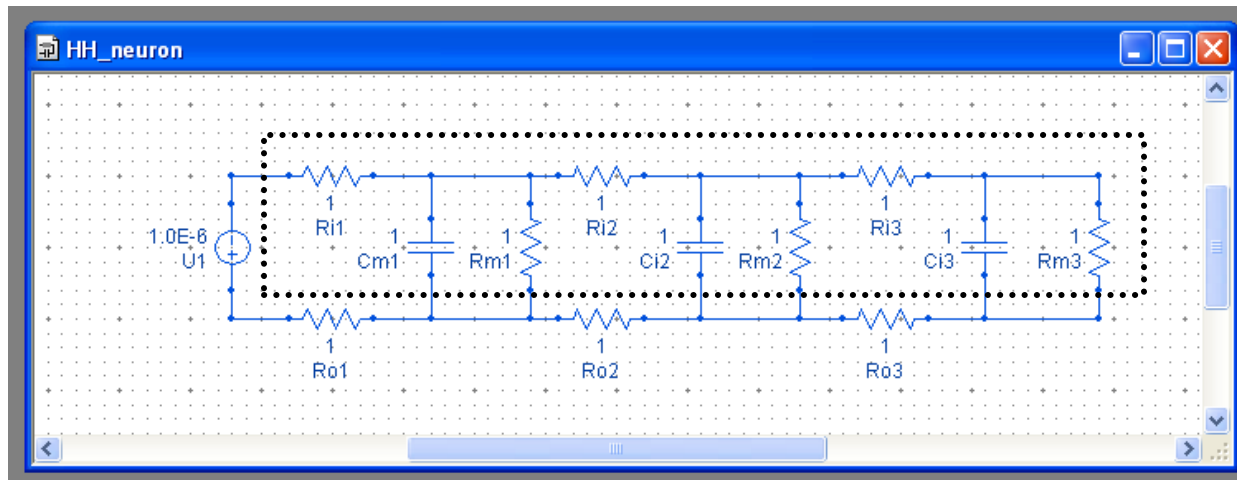 HH_neuron
1
Ri1
1
Ri2
1
Ri3
1.0E-6
U1
1
Cm1
1
Rm1
1
Ci2
1
Rm2
1
Ci3
1
Rm3
1
Ro1
1
Ro2
1
Ro3